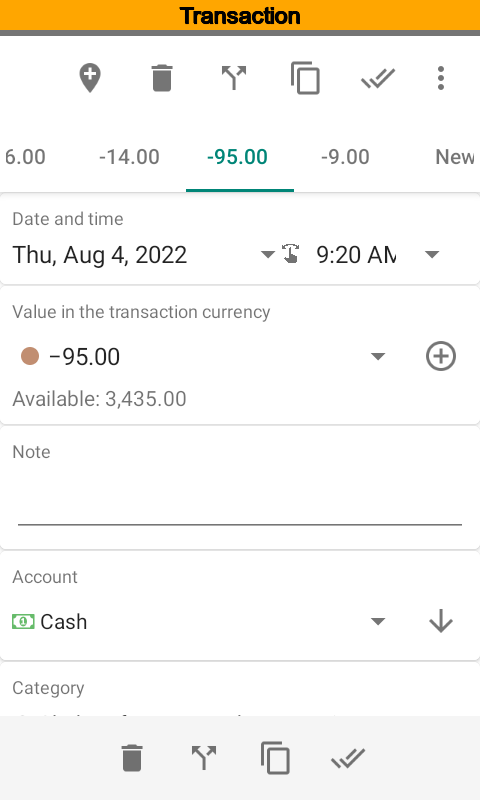 Transaction
6.00 -14.00 -95.00 -9.00 New
Date and time
Thu, Aug 4, 2022 9:20 AM
Value in the transaction currency
−95.00
Available: 3,435.00
Note
Account
Cash
Category